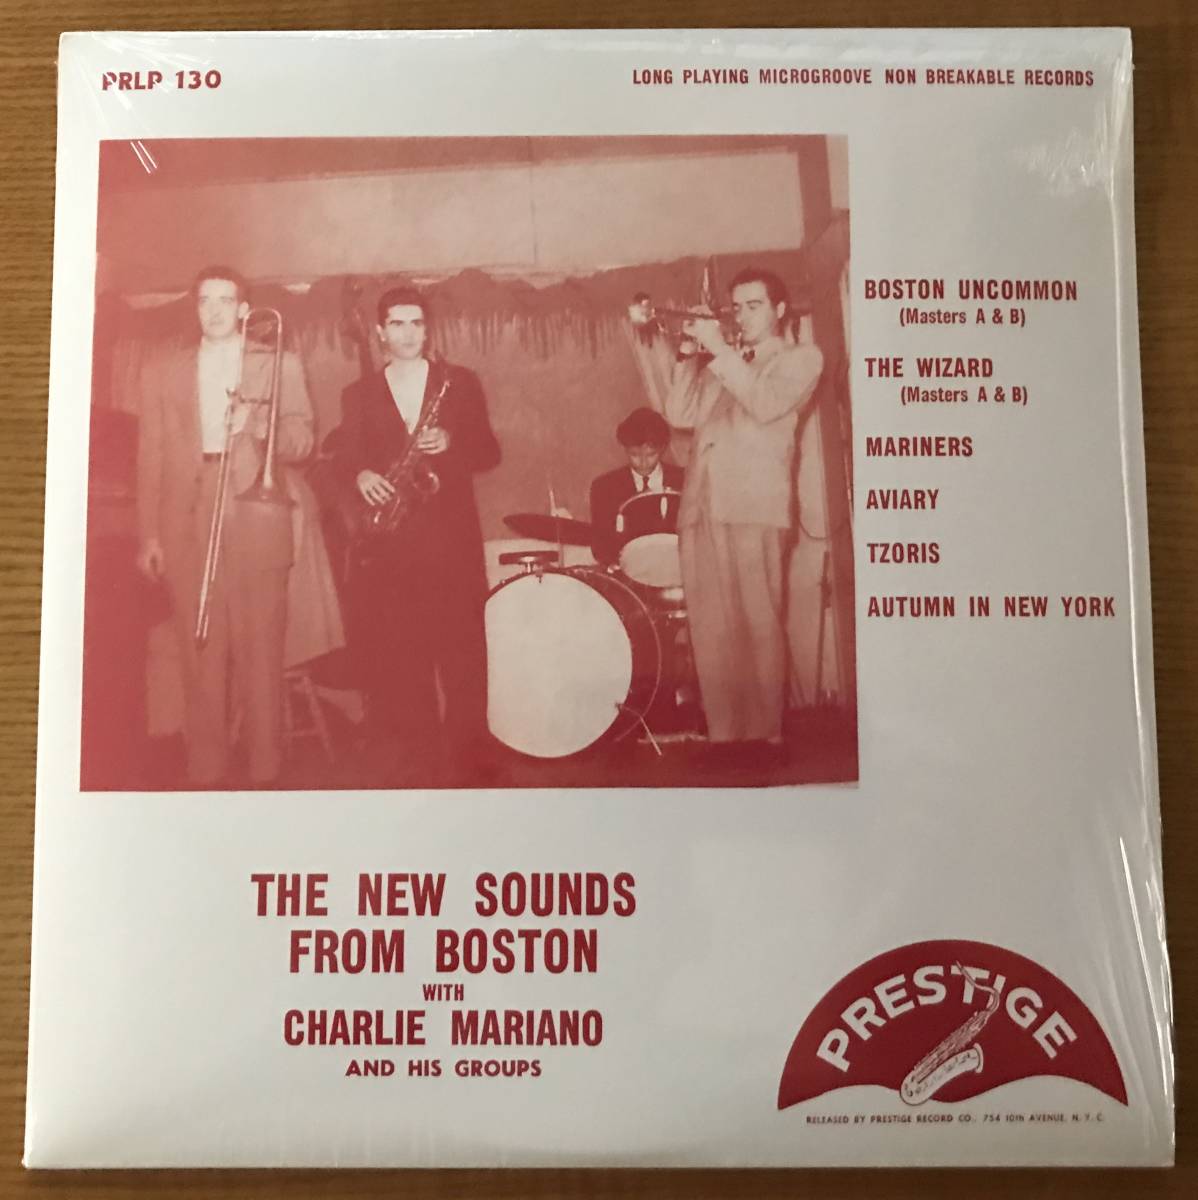 PRLP 130
LONG PLAYING MICROGROOVE NON BREAKABLE RECORDS
BOSTON UNCOMMON
(Masters A & B)
THE WIZARD
(Masters A & B)
MARINERS
AVIARY
TZORIS
AUTUMN IN NEW YORK
THE NEW SOUNDS
FROM BOSTON
WITH
CHARLIE MARIANO
AND HIS GROUPS
PRESTIGE
RELEASED BY PRESTIGE RECORD CO., 754 10th AVENUE, N. Y. C.